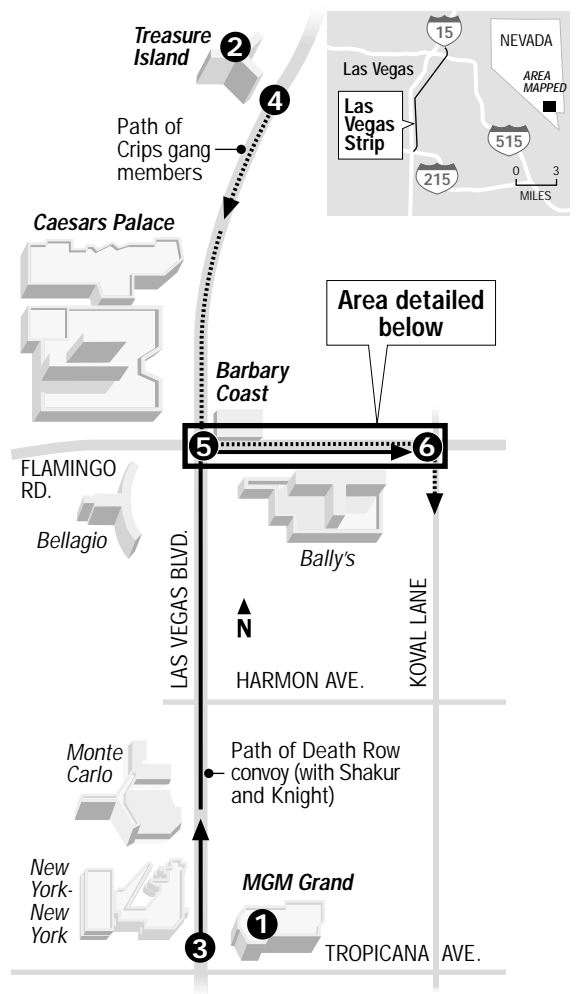 Treasure
Island
2
4
Path of
Crips gang
members
15
NEVADA
Las Vegas
AREA
MAPPED
Las
Vegas
Strip
515
215
0 3
MILES
Caesars Palace
Area detailed
below
Barbary
Coast
5
6
FLAMINGO
RD.
Bellagio
Bally's
LAS VEGAS BLVD.
KOVAL LANE
N
HARMON AVE.
Monte
Carlo
Path of Death Row
convoy (with Shakur
and Knight)
New
York-
New
York
MGM Grand
1
3
TROPICANA AVE.